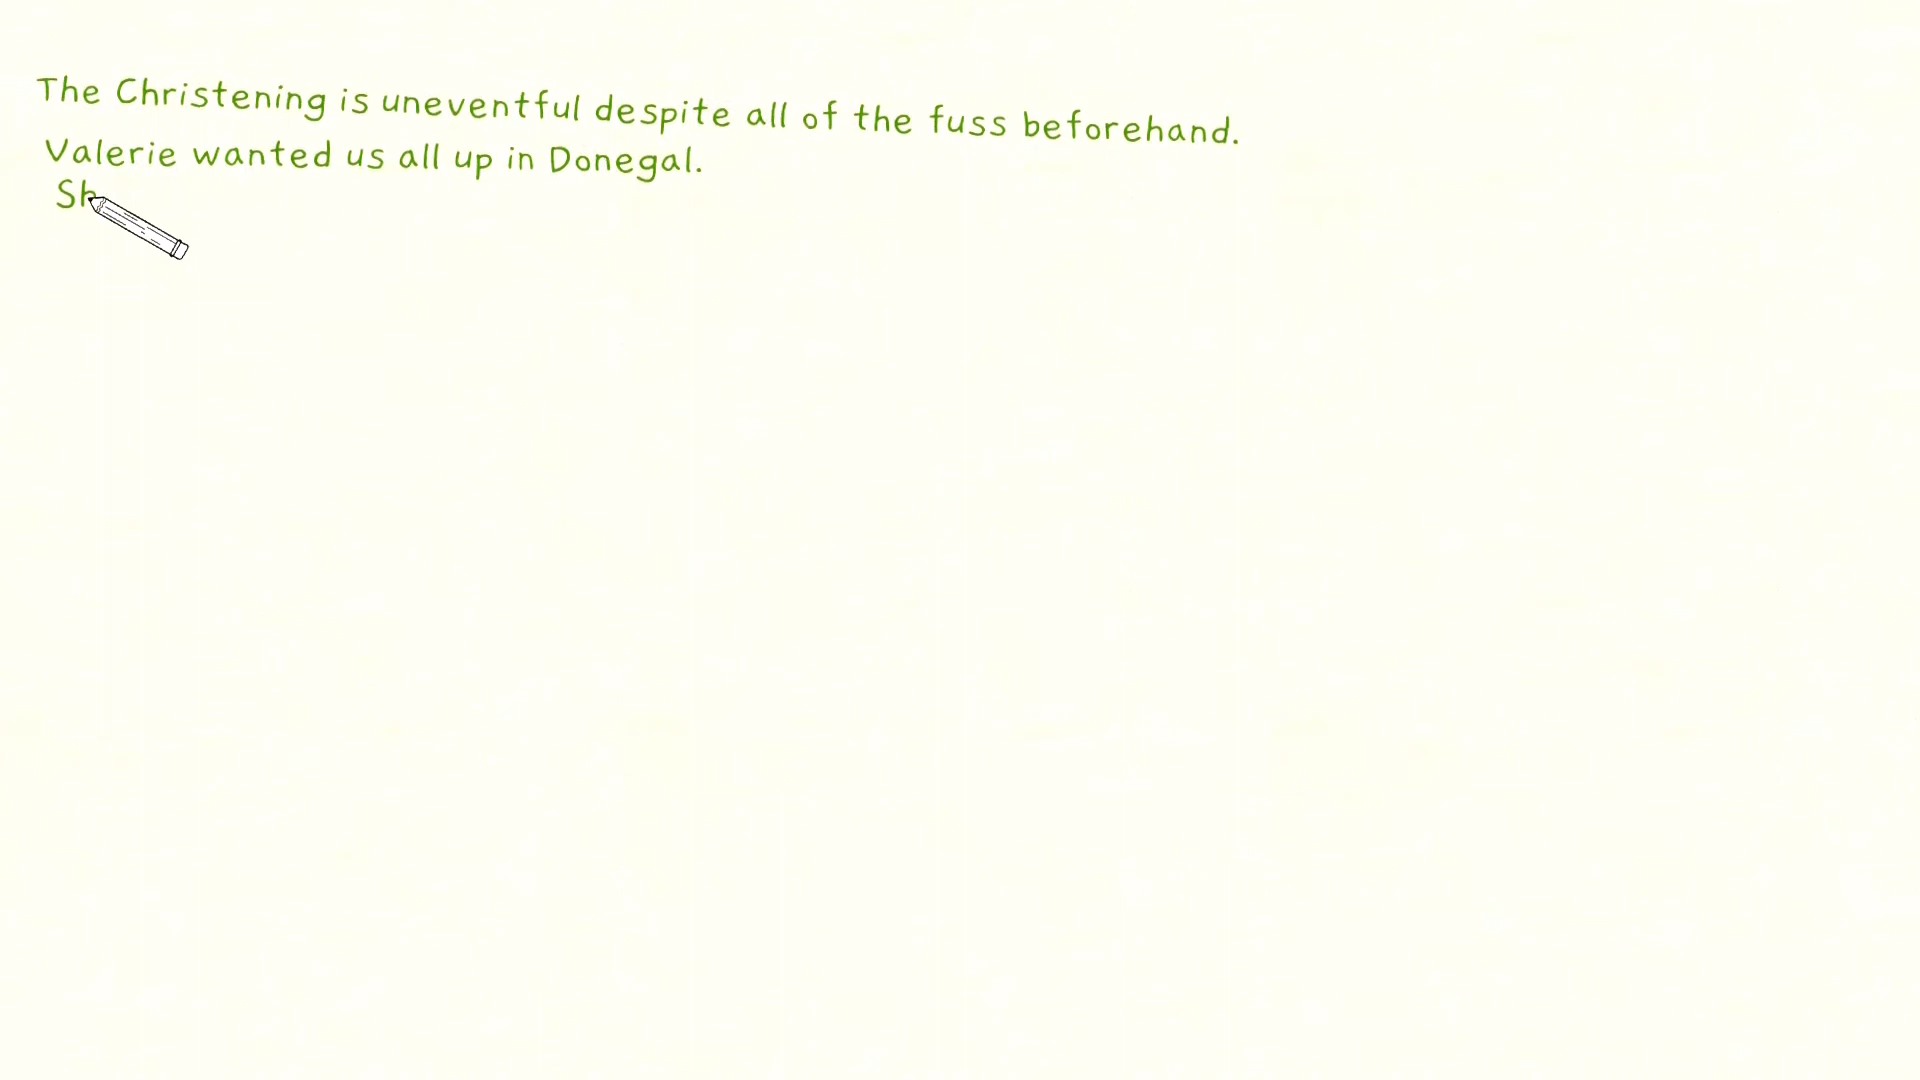 The Christening is uneventful despite all of the fuss beforehand.
Valerie wanted us all up in Donegal.
Sh